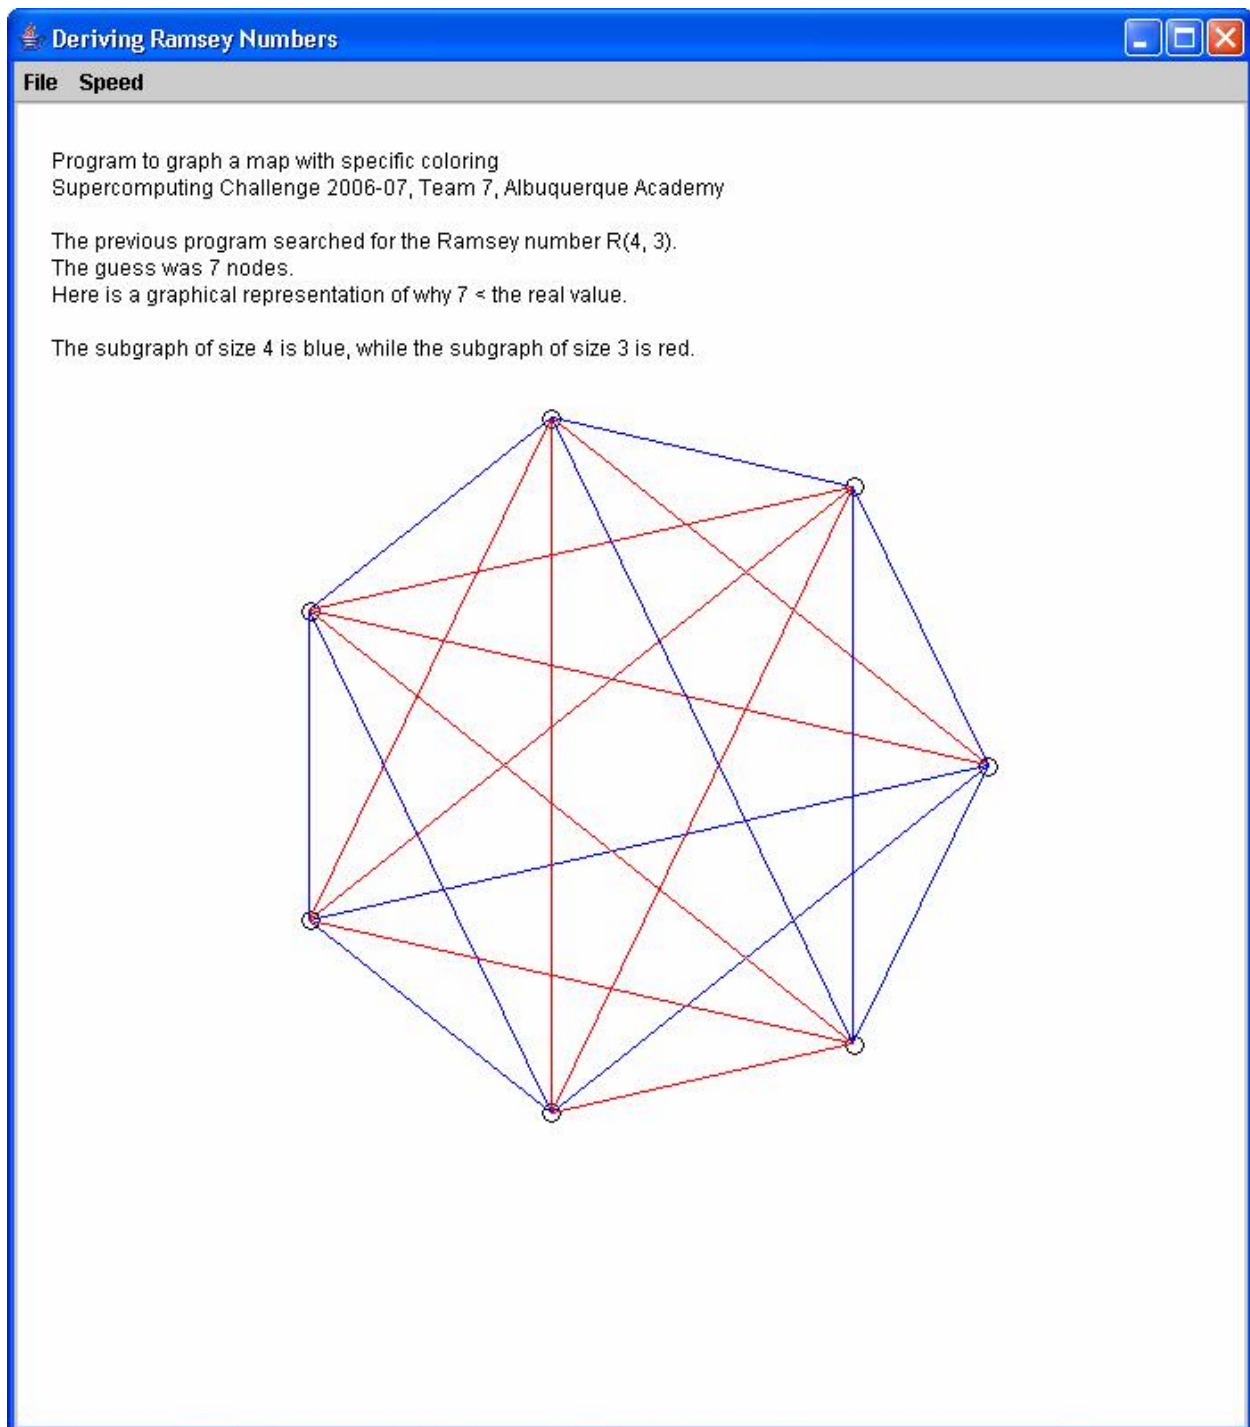 Deriving Ramsey Numbers
File Speed
Program to graph a map with specific coloring
Supercomputing Challenge 2006-07, Team 7, Albuquerque Academy
The previous program searched for the Ramsey number R(4, 3).
The guess was 7 nodes.
Here is a graphical representation of why 7 < the real value.
The subgraph of size 4 is blue, while the subgraph of size 3 is red.